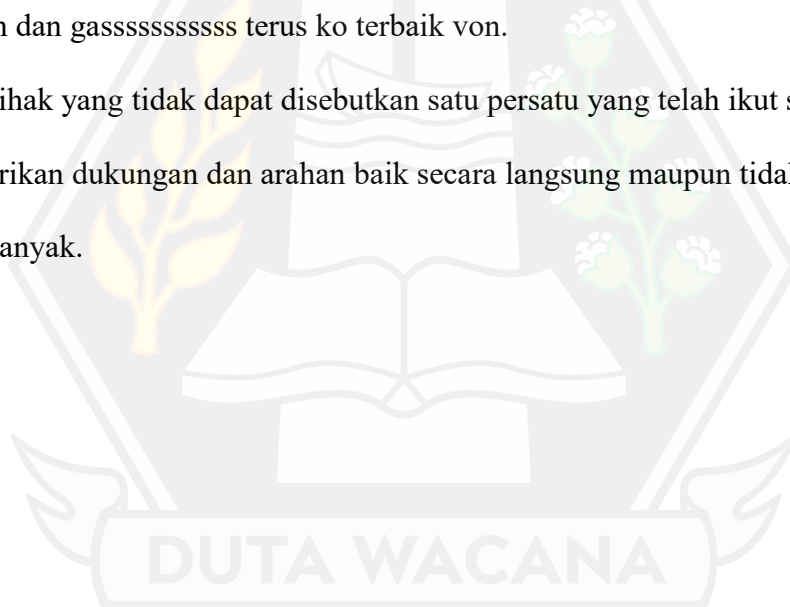 n dan gassssssssssss terus ko terbaik von.
ihak yang tidak dapat disebutkan satu persatu yang telah ikut s
rikan dukungan dan arahan baik secara langsung maupun tidal
anyak.
DUTA WACANA